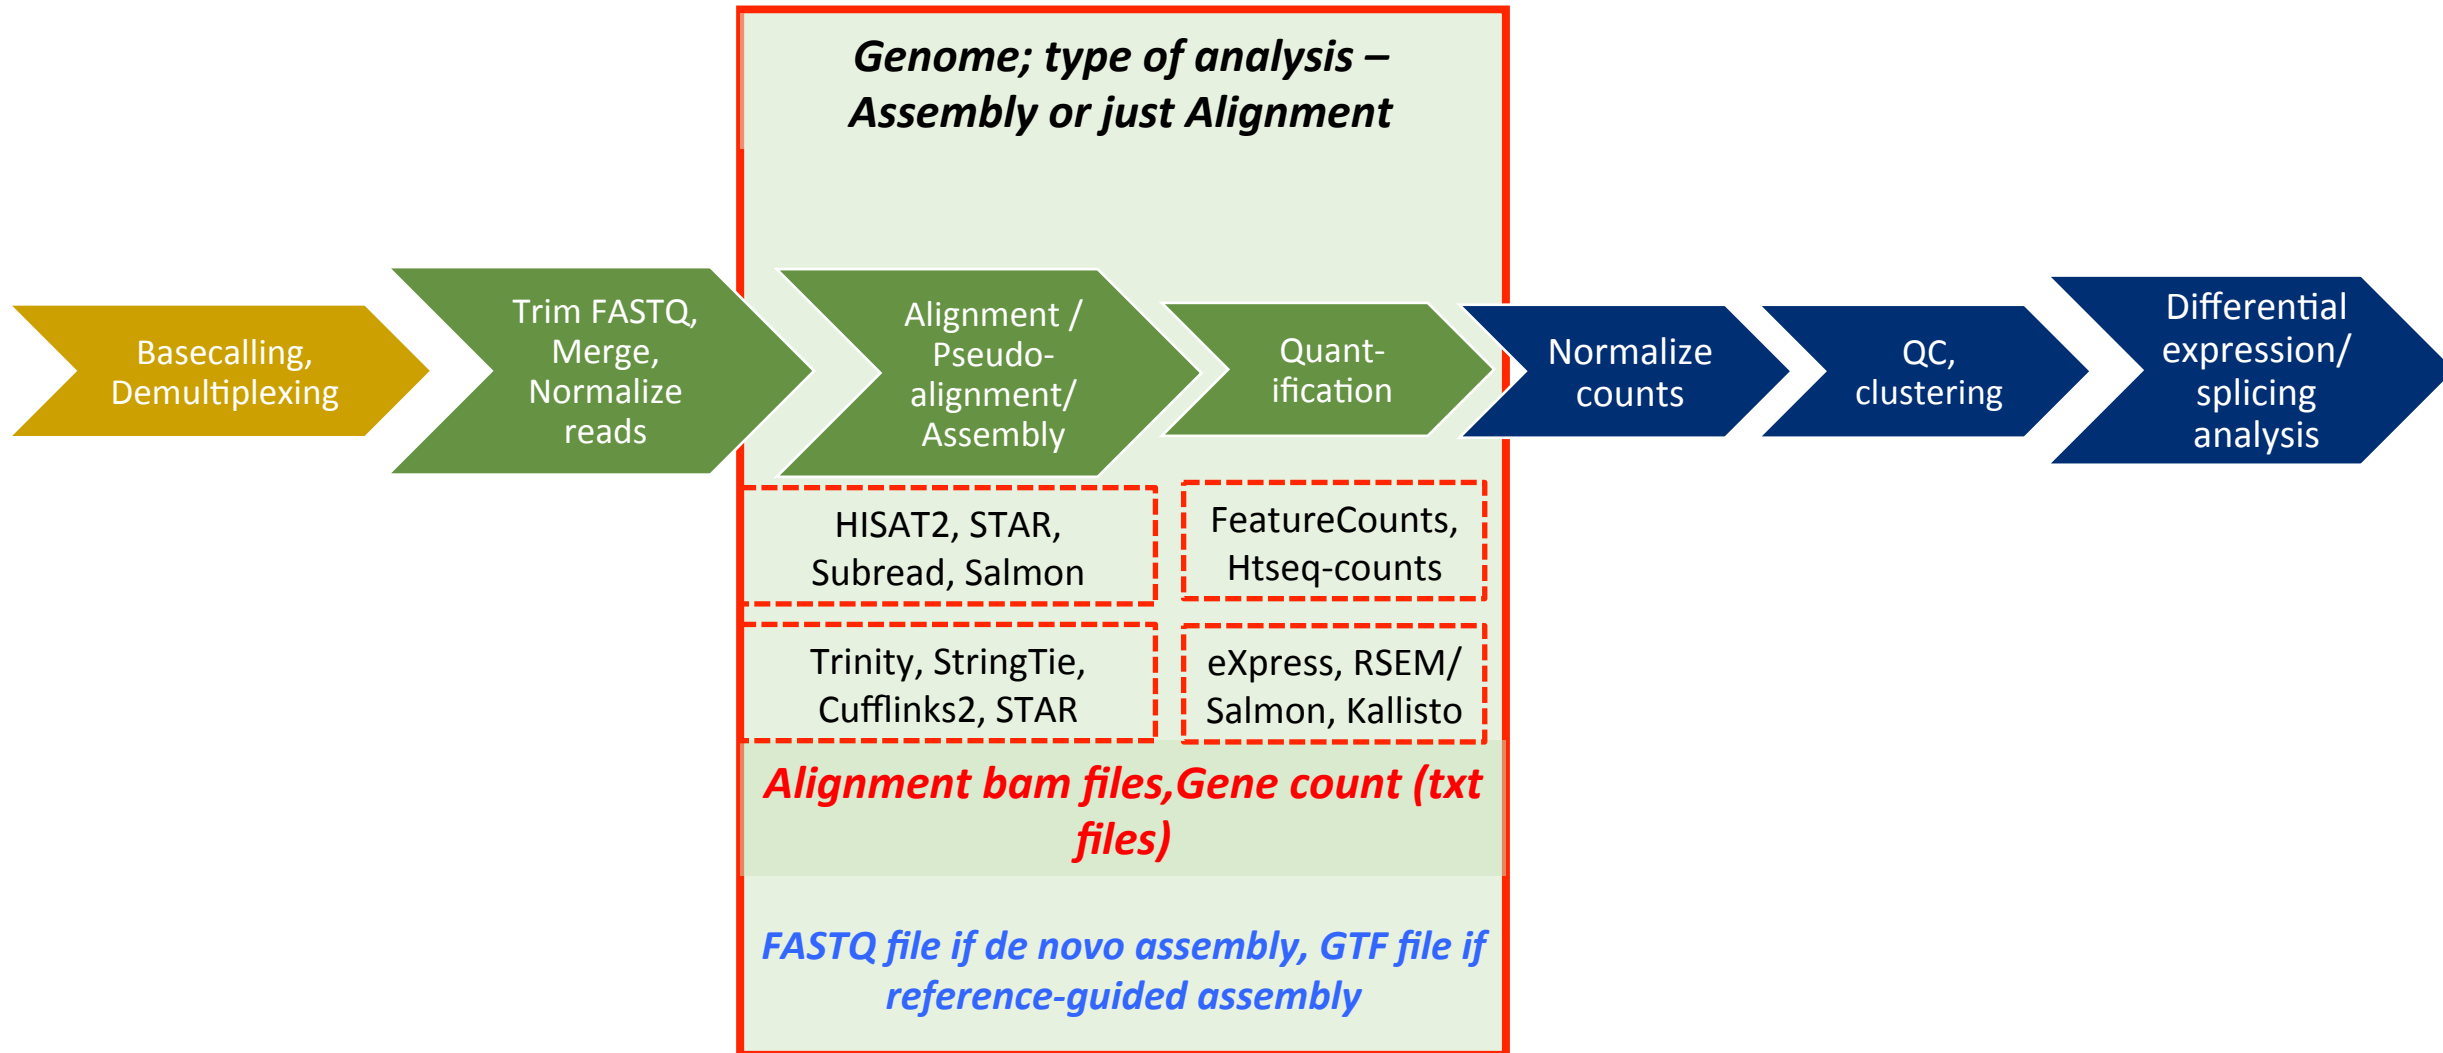 Genome; type of analysis –
Assembly or just Alignment
Basecalling,
Demultiplexing
Trim FASTQ,
Merge,
Normalize
reads
Alignment /
Pseudo-
alignment/
Assembly
Quant-
ification
Normalize
counts
QC,
clustering
Differential
expression/
splicing
analysis
HISAT2, STAR,
Subread, Salmon
FeatureCounts,
Htseq-counts
Trinity, StringTie,
Cufflinks2, STAR
eXpress, RSEM/
Salmon, Kallisto
Alignment bam files,Gene count (txt
files)
FASTQ file if de novo assembly, GTF file if
reference-guided assembly